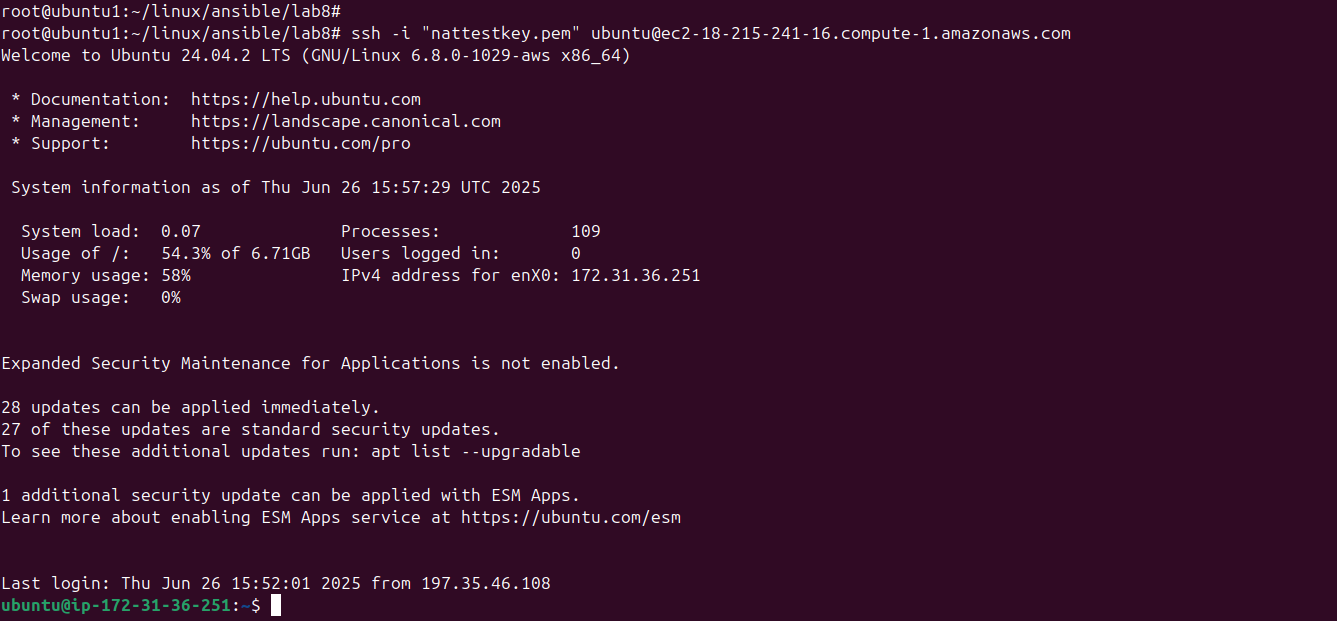 root@ubuntu1:~/linux/ansible/lab8#
root@ubuntu1:~/linux/ansible/lab8# ssh -i "nattestkey.pem" ubuntu@ec2-18-215-241-16.compute-1.amazonaws.com
Welcome to Ubuntu 24.04.2 LTS (GNU/Linux 6.8.0-1029-aws x86_64)
* Documentation:  https://help.ubuntu.com
* Management:     https://landscape.canonical.com
* Support:        https://ubuntu.com/pro
System information as of Thu Jun 26 15:57:29 UTC 2025
System load:  0.07              Processes:             109
Usage of /:   54.3% of 6.71GB   Users logged in:       0
Memory usage: 58%               IPv4 address for enX0: 172.31.36.251
Swap usage:   0%
Expanded Security Maintenance for Applications is not enabled.
28 updates can be applied immediately.
27 of these updates are standard security updates.
To see these additional updates run: apt list --upgradable
1 additional security update can be applied with ESM Apps.
Learn more about enabling ESM Apps service at https://ubuntu.com/esm
Last login: Thu Jun 26 15:52:01 2025 from 197.35.46.108
ubuntu@ip-172-31-36-251:~$